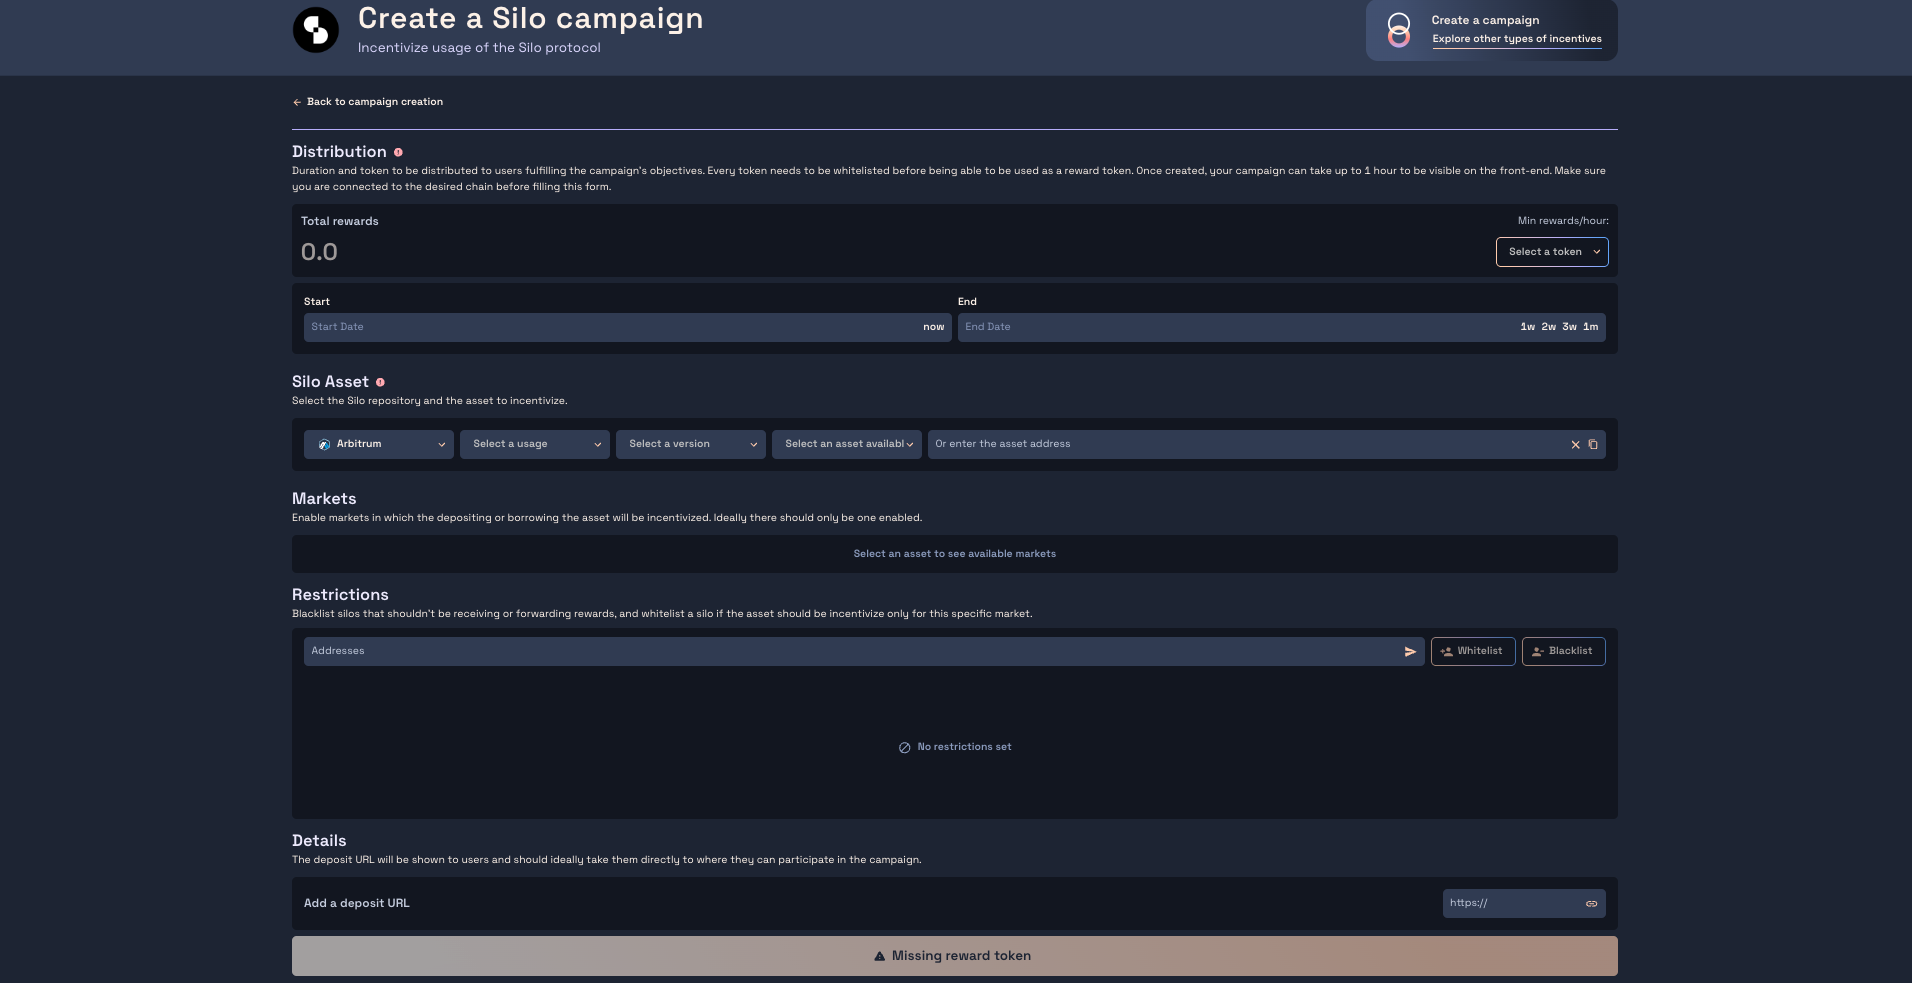 Create a Silo campaign
Incentivize usage of the Silo protocol
Create a campaign
Explore other types of incentives
Back to campaign creation
Distribution
Duration and token to be distributed to users fulfilling the campaign's objectives. Every token needs to be whitelisted before being able to be used as a reward token. Once created, your campaign can take up to 1 hour to be visible on the front-end. Make sure
you are connected to the desired chain before filling this form.
Total rewards
Min rewards/hour:
0.0
Select a token
Start
End
Start Date
now
End Date
1w 2w 3w 1m
Silo Asset
Select the Silo repository and the asset to incentivize.
Arbitrum
Select a usage
Select a version
Select an asset availabl
Or enter the asset address
Markets
Enable markets in which the depositing or borrowing the asset will be incentivized. Ideally there should only be one enabled.
Select an asset to see available markets
Restrictions
Blacklist silos that shouldn't be receiving or forwarding rewards, and whitelist a silo if the asset should be incentivize only for this specific market.
Addresses
Whitelist
Blacklist
No restrictions set
Details
The deposit URL will be shown to users and should ideally take them directly to where they can participate in the campaign.
Add a deposit URL
https://
Missing reward token